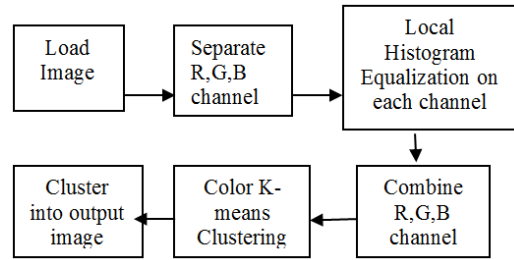 Load
Image
Separate
R,G,B
channel
Local
Histogram
Equalization on
each channel
Combine
R,G,B
channel
Color K-
means
Clustering
Cluster
into output
image